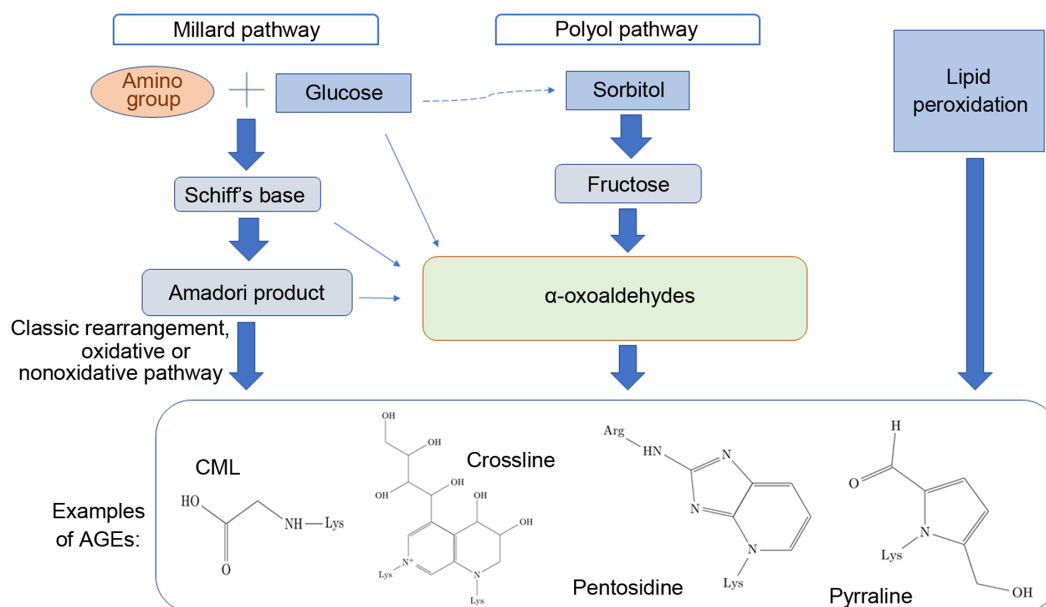 Millard pathway
Polyol pathway
Amino
group
Glucose
Sorbitol
Lipid
peroxidation
Schiff's base
Fructose
Amadori product
α-oxoaldehydes
Classic rearrangement,
oxidative or
nonoxidative pathway
Examples
of AGEs:
CML
HO
O
NH
Lys
Crossline
OH
OH
OH
OH
OH
OH
OH
N+
Lys
N
Lys
Pentosidine
Arg
HN
N
N
N
Lys
Pyrraline
H
O
N
Lys
OH